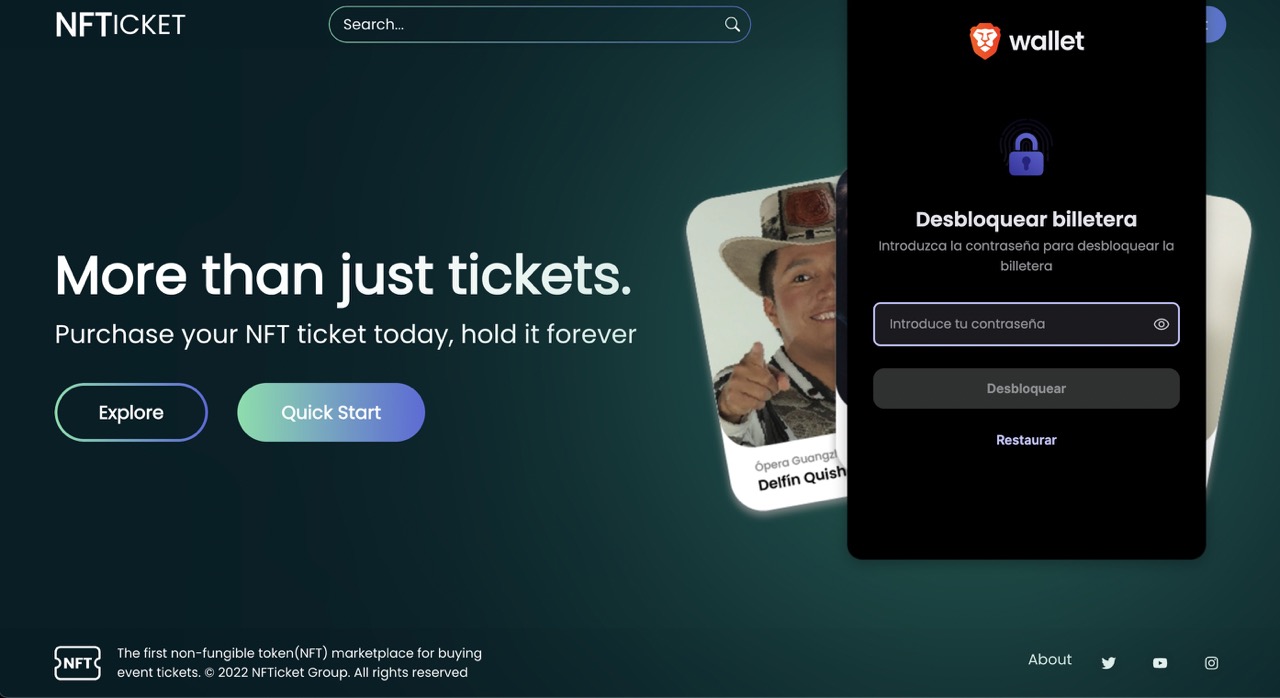 NFTICKET
Search...
wallet
Desbloquear billetera
Introduzca la contraseña para desbloquear la
billetera
Introduce tu contraseña
Desbloquear
Restaurar
More than just tickets.
Purchase your NFT ticket today, hold it forever
Explore
Quick Start
Ópera
Delfín
NFT
The first non-fungible token(NFT) marketplace for buying
event tickets. © 2022 NFTicket Group. All rights reserved
About